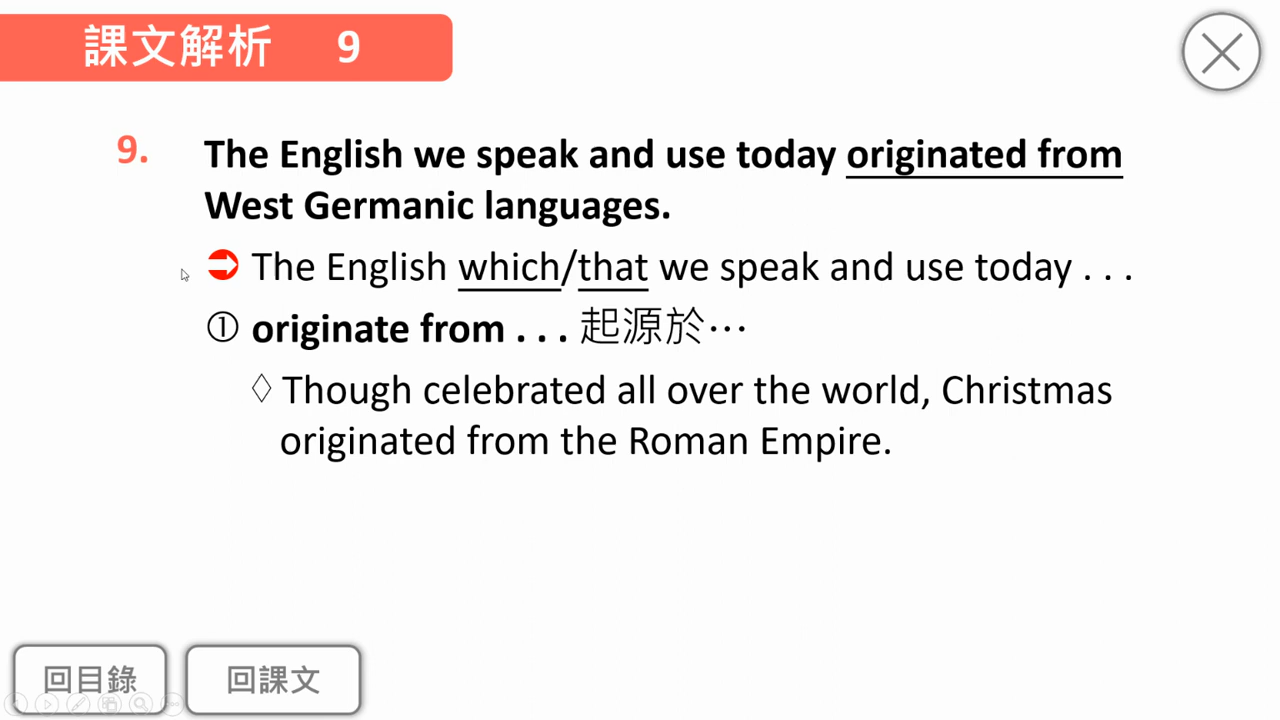 課文解析 9
9. The English we speak and use today originated from
West Germanic languages.
➲ The English which/that we speak and use today . . .
① originate from . . . 起源於…
◊ Though celebrated all over the world, Christmas
originated from the Roman Empire.
回目錄 回課文